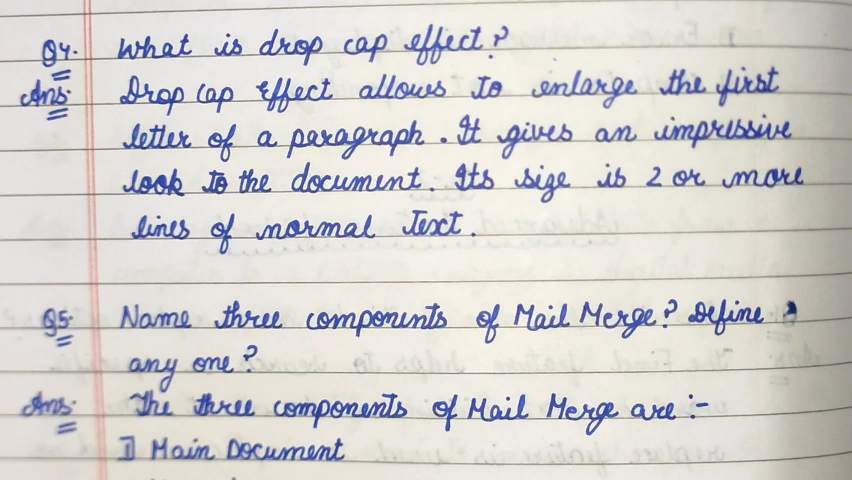 Q4. What is drop cap effect?
Ans: Drop cap effect allows to enlarge the first
letter of a paragraph. It gives an impressive
look to the document. Its size is 2 or more
lines of normal Text.
Q5. Name three components of Mail Merge? Define
any one?
Ans: The three components of Mail Merge are :-
1) Main Document